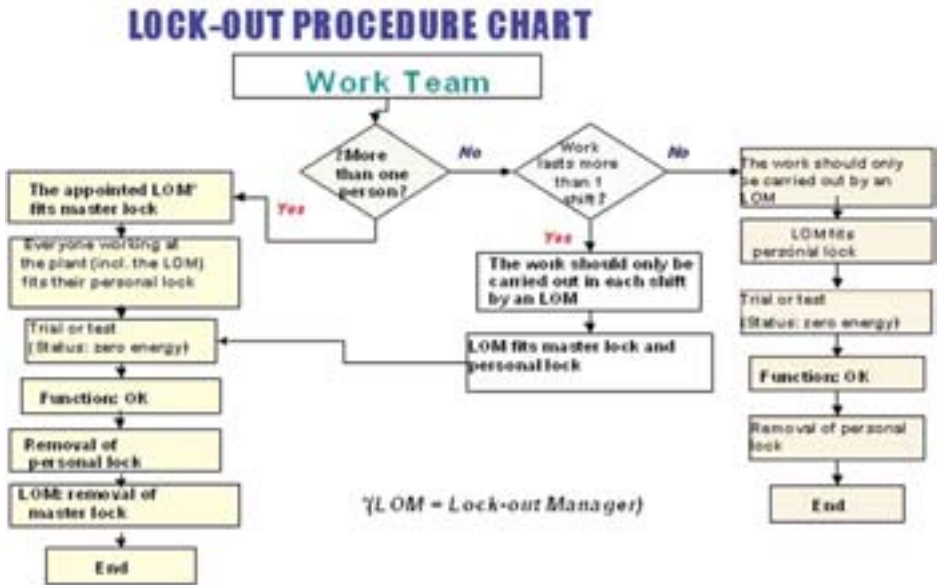 LOCK-OUT PROCEDURE CHART
Work Team
?More
than one
person?
No
Work
lasts more
than 1
shift?
No
The work should only
be carried out by an
LOM
The appointed LOM*
fits master lock
Yes
Yes
LOM fits
personal lock
Everyone working at
the plant (incl. the LOM)
fits their personal lock
The work should only be
carried out in each shift
by an LOM
Trial or test
(Status: zero energy)
Trial or test
(Status: zero energy)
LOM fits master lock and
personal lock
Function: OK
Function: OK
Removal of
personal lock
Removal of personal
lock
LOM: removal of
master lock
*(LOM = Lock-out Manager)
End
End